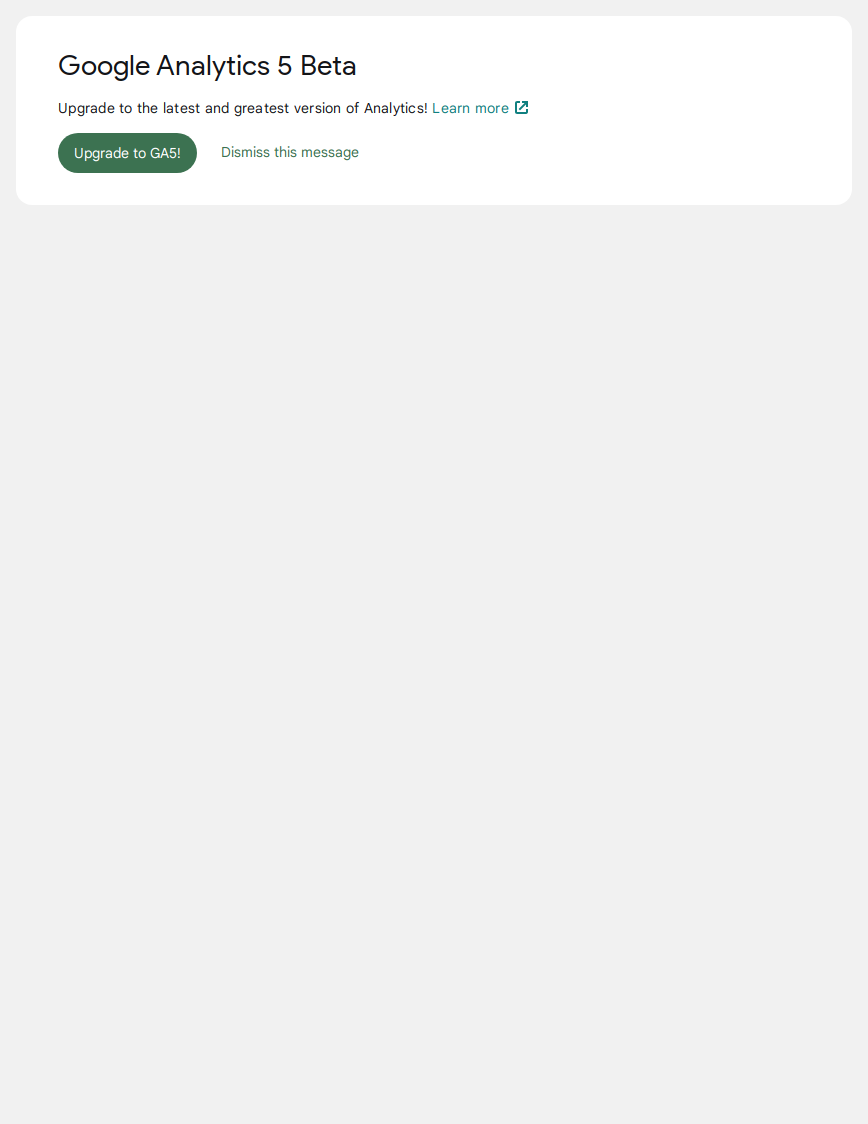 Google Analytics 5 Beta
Upgrade to the latest and greatest version of Analytics! Learn more
Upgrade to GA5!
Dismiss this message